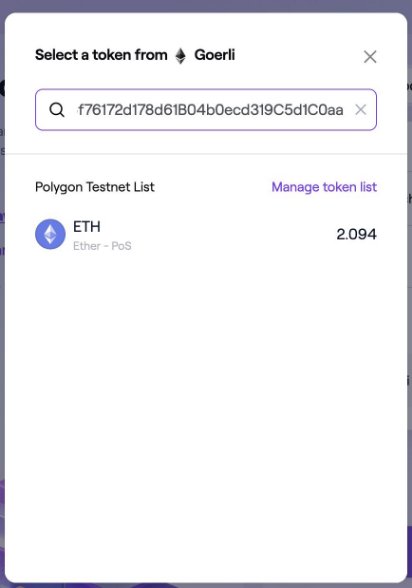 Select a token from Goerli
f76172d178d61B04b0ecd319C5d1C0aa
Polygon Testnet List
Manage token list
ETH
2.094
Ether - PoS